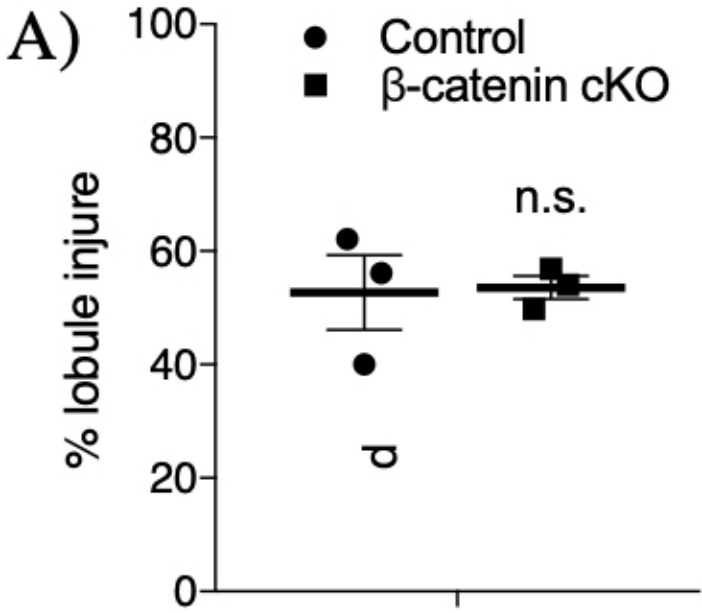 A)
100
80
60
40
20
0
% lobule injure
Control
β-catenin cKO
n.s.